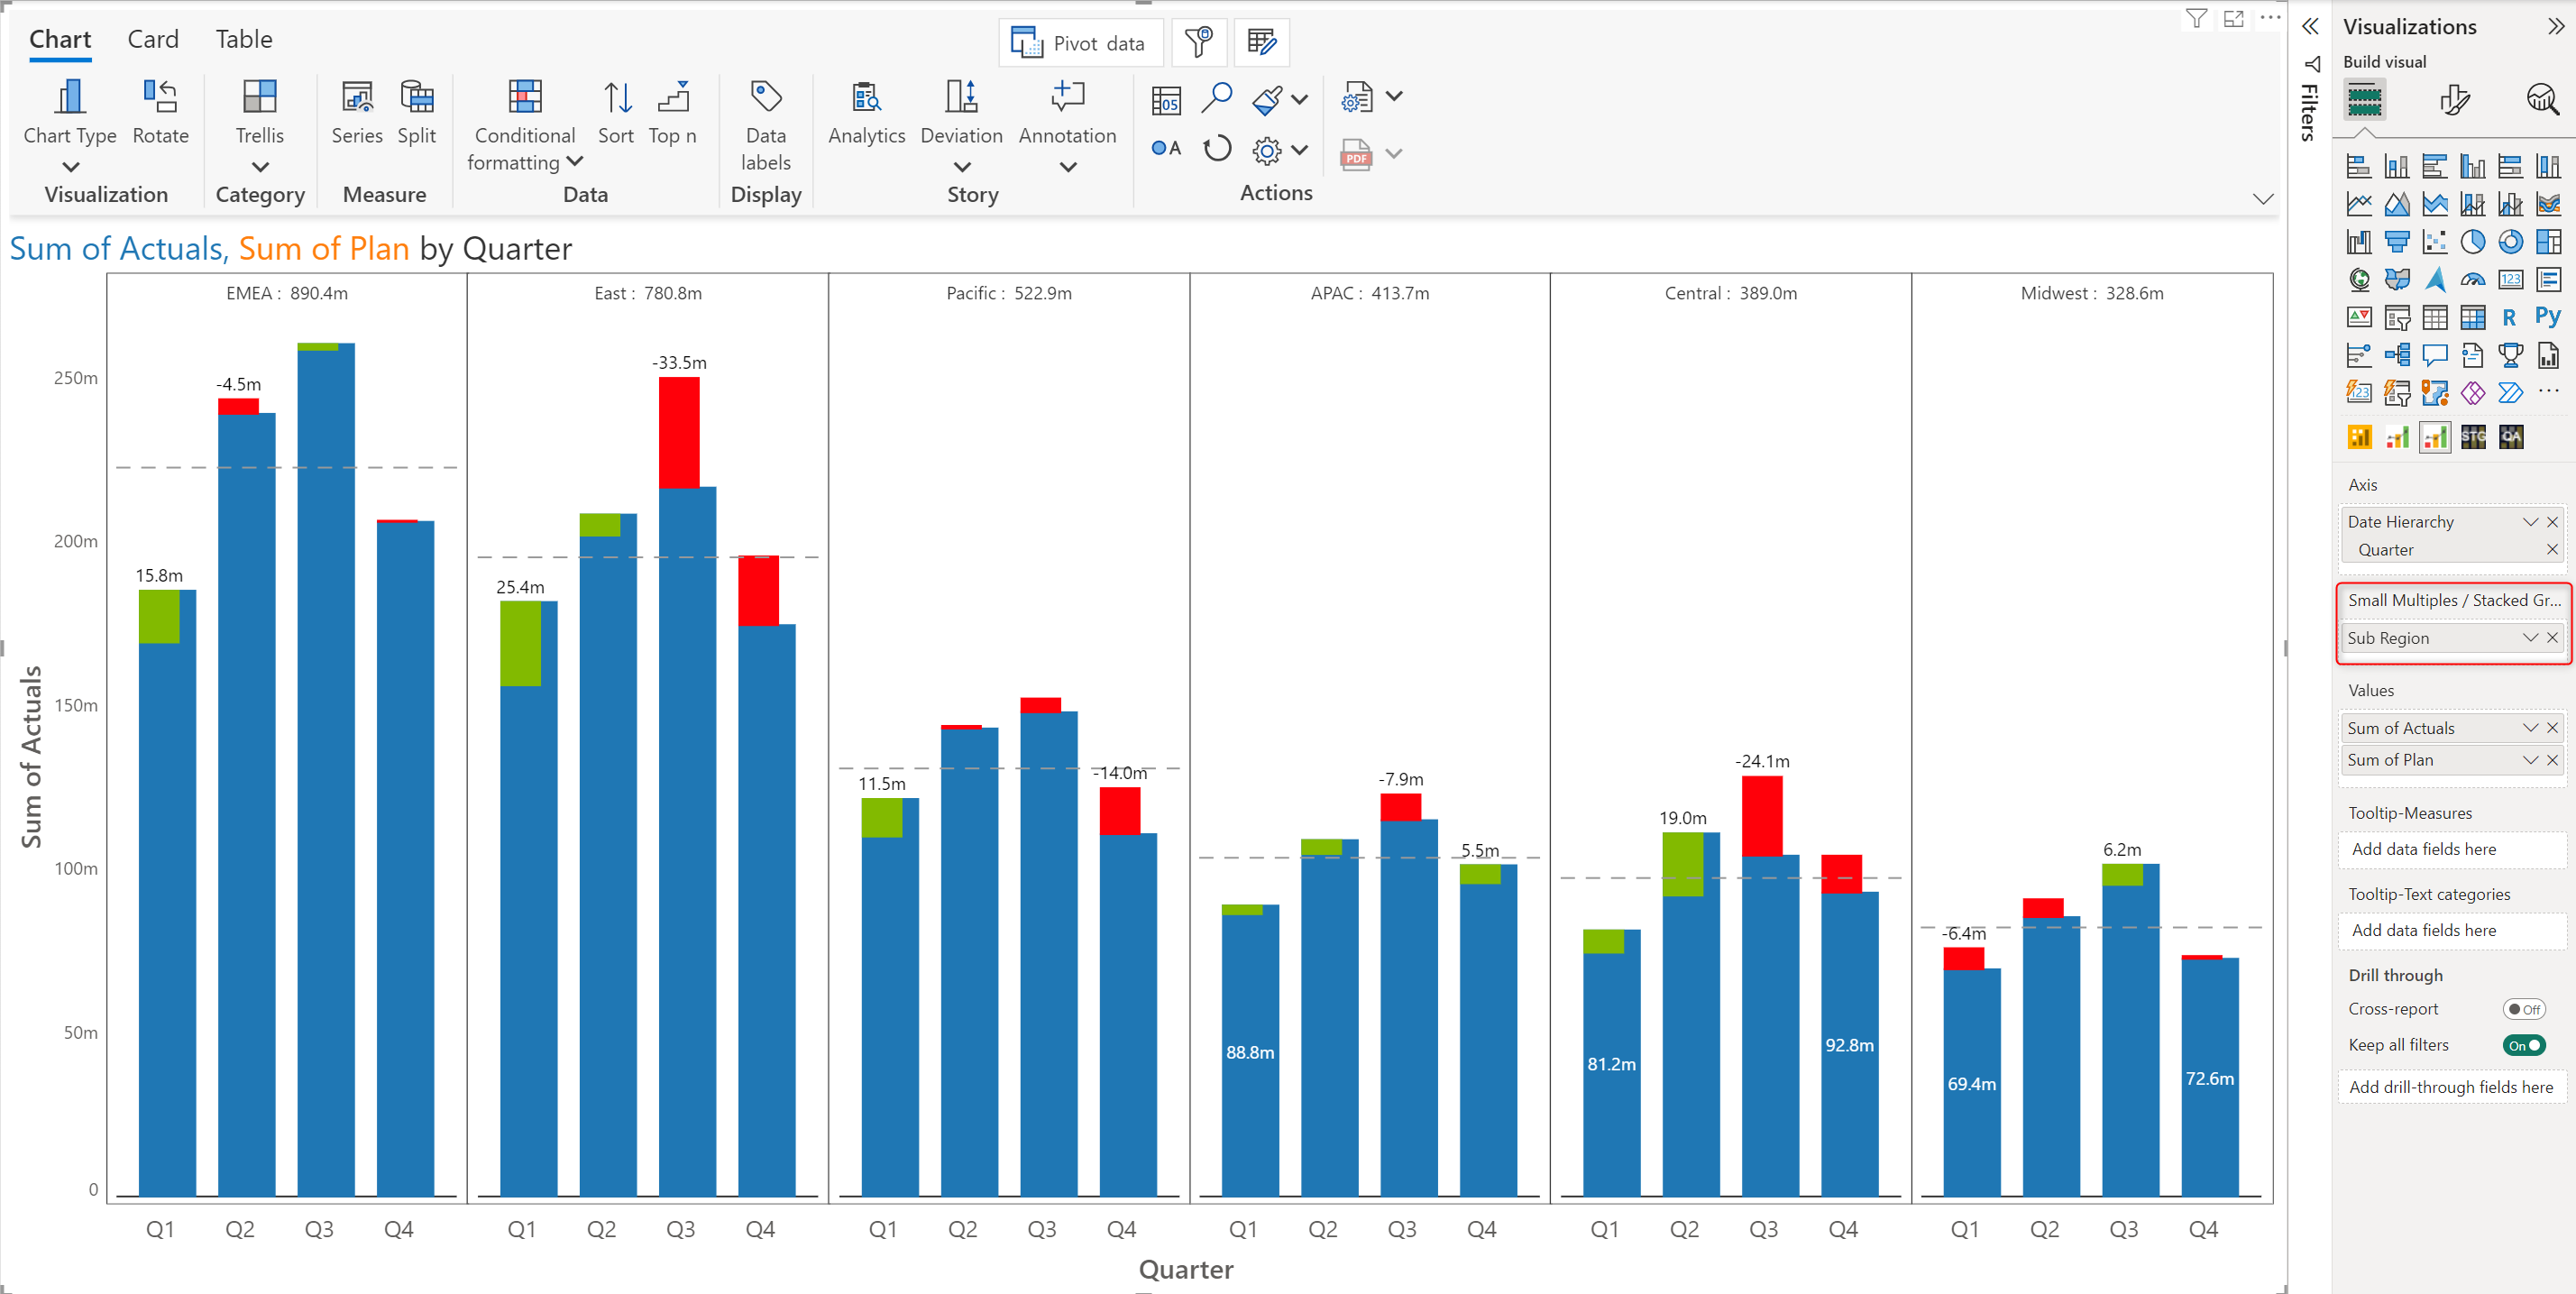 Chart Card Table
Pivot data
Chart Type Rotate Trellis Series Split Conditional formatting Sort Top n Data labels Analytics Deviation Annotation
05
A
PDF
Visualization Category Measure Data Display Story Actions
Sum of Actuals, Sum of Plan by Quarter
EMEA : 890.4m East : 780.8m Pacific : 522.9m APAC : 413.7m Central : 389.0m Midwest : 328.6m
Sum of Actuals
250m
200m
150m
100m
50m
0
15.8m
-4.5m
25.4m
-33.5m
11.5m
-14.0m
88.8m
-7.9m
5.5m
81.2m
19.0m
-24.1m
92.8m
-6.4m
69.4m
6.2m
72.6m
Q1 Q2 Q3 Q4 Q1 Q2 Q3 Q4 Q1 Q2 Q3 Q4 Q1 Q2 Q3 Q4 Q1 Q2 Q3 Q4 Q1 Q2 Q3 Q4
Quarter
Filters
Visualizations
Build visual
123
R Py
123
STG QA
Axis
Date Hierarchy
Quarter
Small Multiples / Stacked Gr...
Sub Region
Values
Sum of Actuals
Sum of Plan
Tooltip-Measures
Add data fields here
Tooltip-Text categories
Add data fields here
Drill through
Cross-report Off
Keep all filters On
Add drill-through fields here